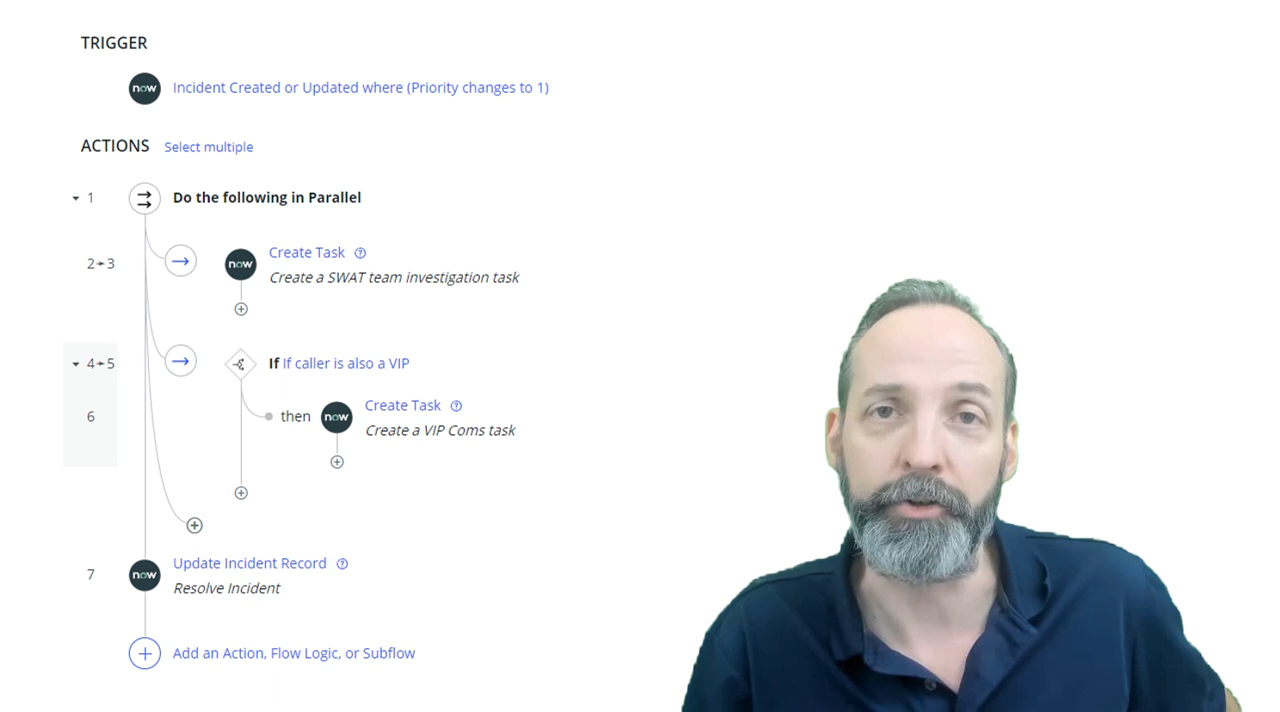 TRIGGER
now Incident Created or Updated where (Priority changes to 1)
ACTIONS Select multiple
1 Do the following in Parallel
2 3 now Create Task
Create a SWAT team investigation task
4 5 If If caller is also a VIP
6 then now Create Task
Create a VIP Coms task
7 now Update Incident Record
Resolve Incident
Add an Action, Flow Logic, or Subflow